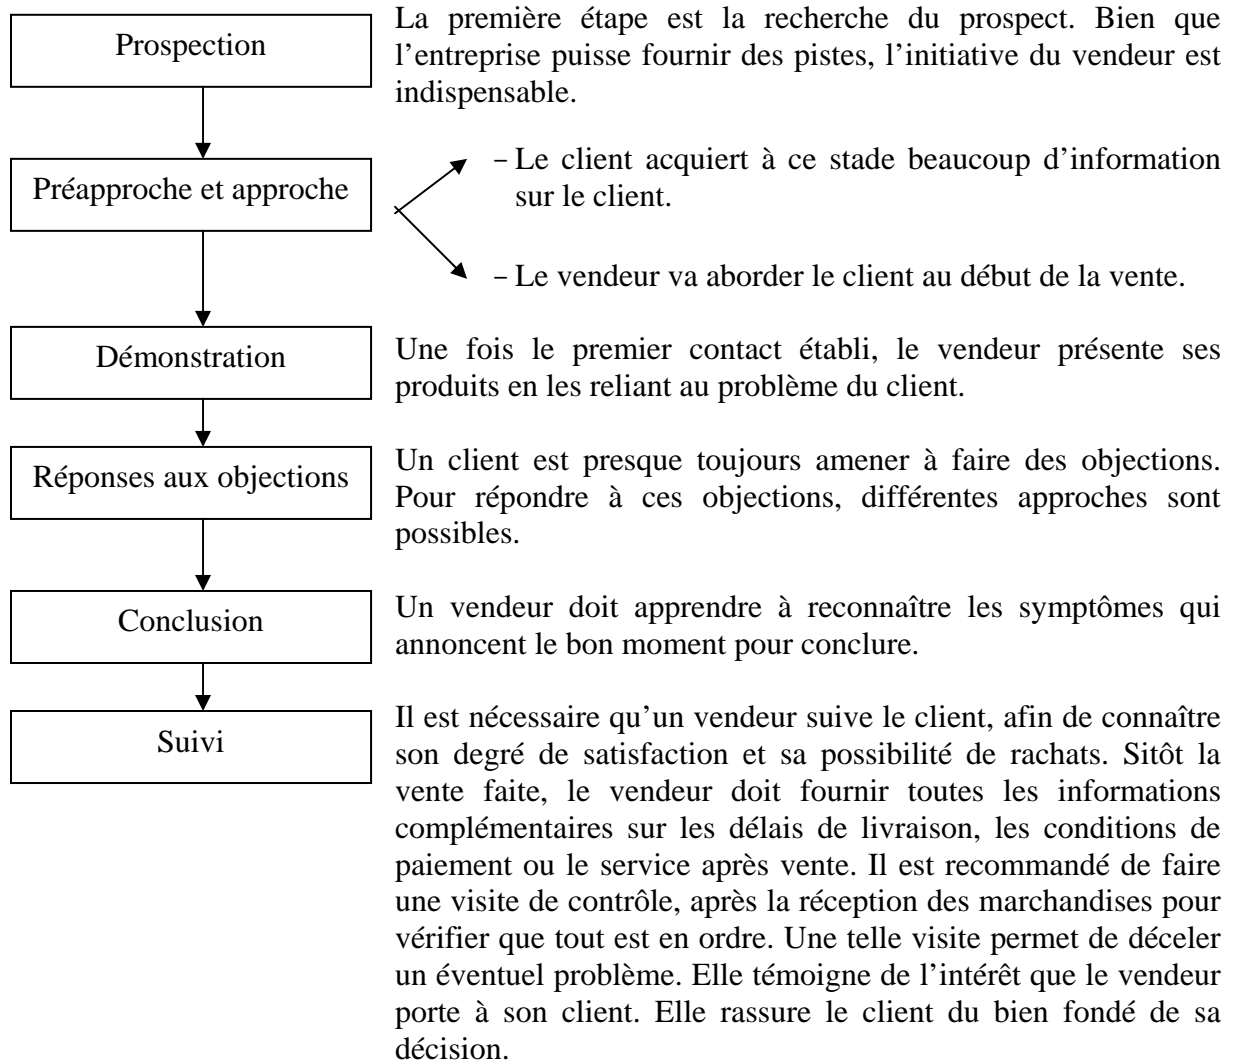 Prospection
La première étape est la recherche du prospect. Bien que
l’entreprise puisse fournir des pistes, l’initiative du vendeur est
indispensable.
Préapproche et approche
– Le client acquiert à ce stade beaucoup d’information
sur le client.
– Le vendeur va aborder le client au début de la vente.
Démonstration
Une fois le premier contact établi, le vendeur présente ses
produits en les reliant au problème du client.
Réponses aux objections
Un client est presque toujours amener à faire des objections.
Pour répondre à ces objections, différentes approches sont
possibles.
Conclusion
Un vendeur doit apprendre à reconnaître les symptômes qui
annoncent le bon moment pour conclure.
Suivi
Il est nécessaire qu’un vendeur suive le client, afin de connaître
son degré de satisfaction et sa possibilité de rachats. Sitôt la
vente faite, le vendeur doit fournir toutes les informations
complémentaires sur les délais de livraison, les conditions de
paiement ou le service après vente. Il est recommandé de faire
une visite de contrôle, après la réception des marchandises pour
vérifier que tout est en ordre. Une telle visite permet de déceler
un éventuel problème. Elle témoigne de l’intérêt que le vendeur
porte à son client. Elle rassure le client du bien fondé de sa
décision.